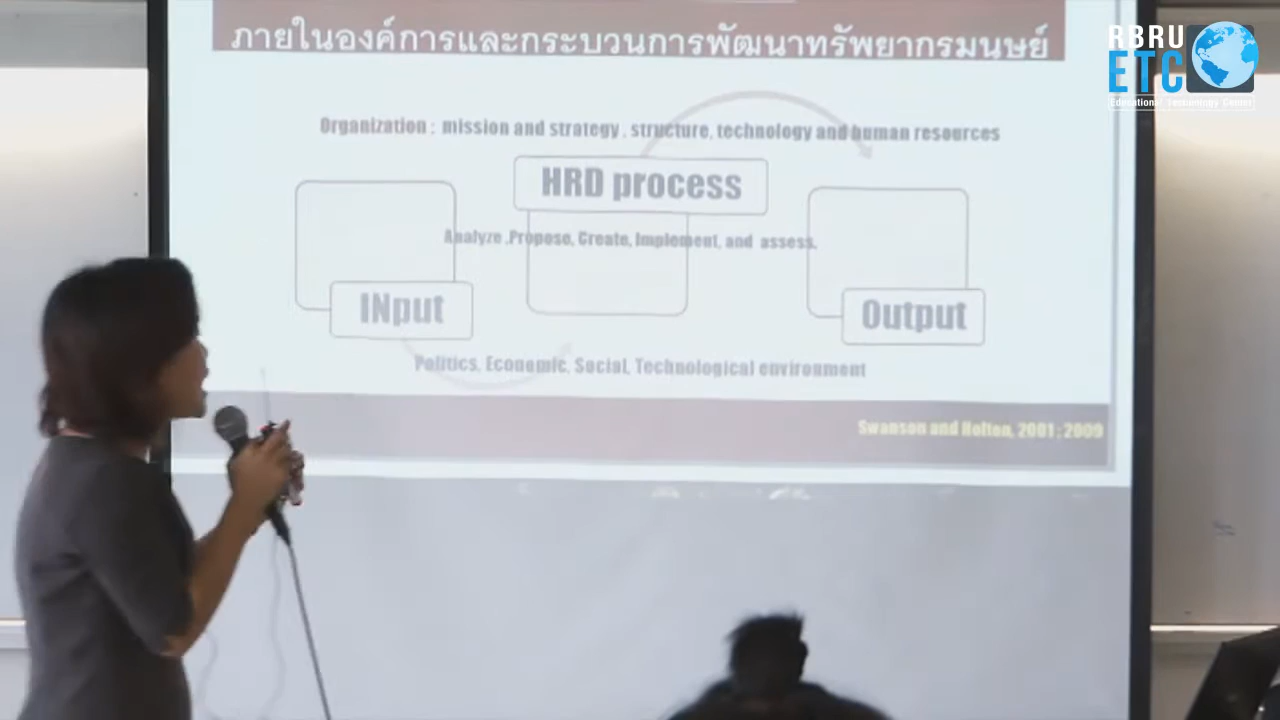 ภายในองค์การและกระบวนการพัฒนาทรัพยากรมนุษย์
RBRU
ETC
Educational Technology Center
Organization : mission and strategy , structure, technology and human resources
HRD process
Analyze ,Propose, Create, Implement, and assess.
INput
Output
Politics, Economic, Social, Technological environment
Swanson and Holton, 2001 ; 2009